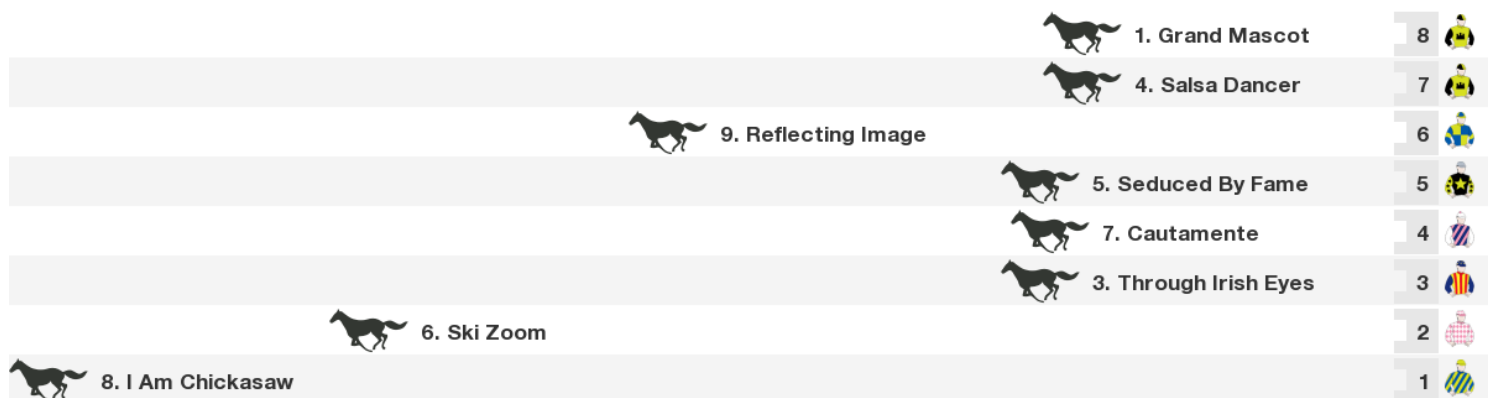 1. Grand Mascot 8
4. Salsa Dancer 7
9. Reflecting Image 6
5. Seduced By Fame 5
7. Cautamente 4
3. Through Irish Eyes 3
6. Ski Zoom 2
8. I Am Chickasaw 1